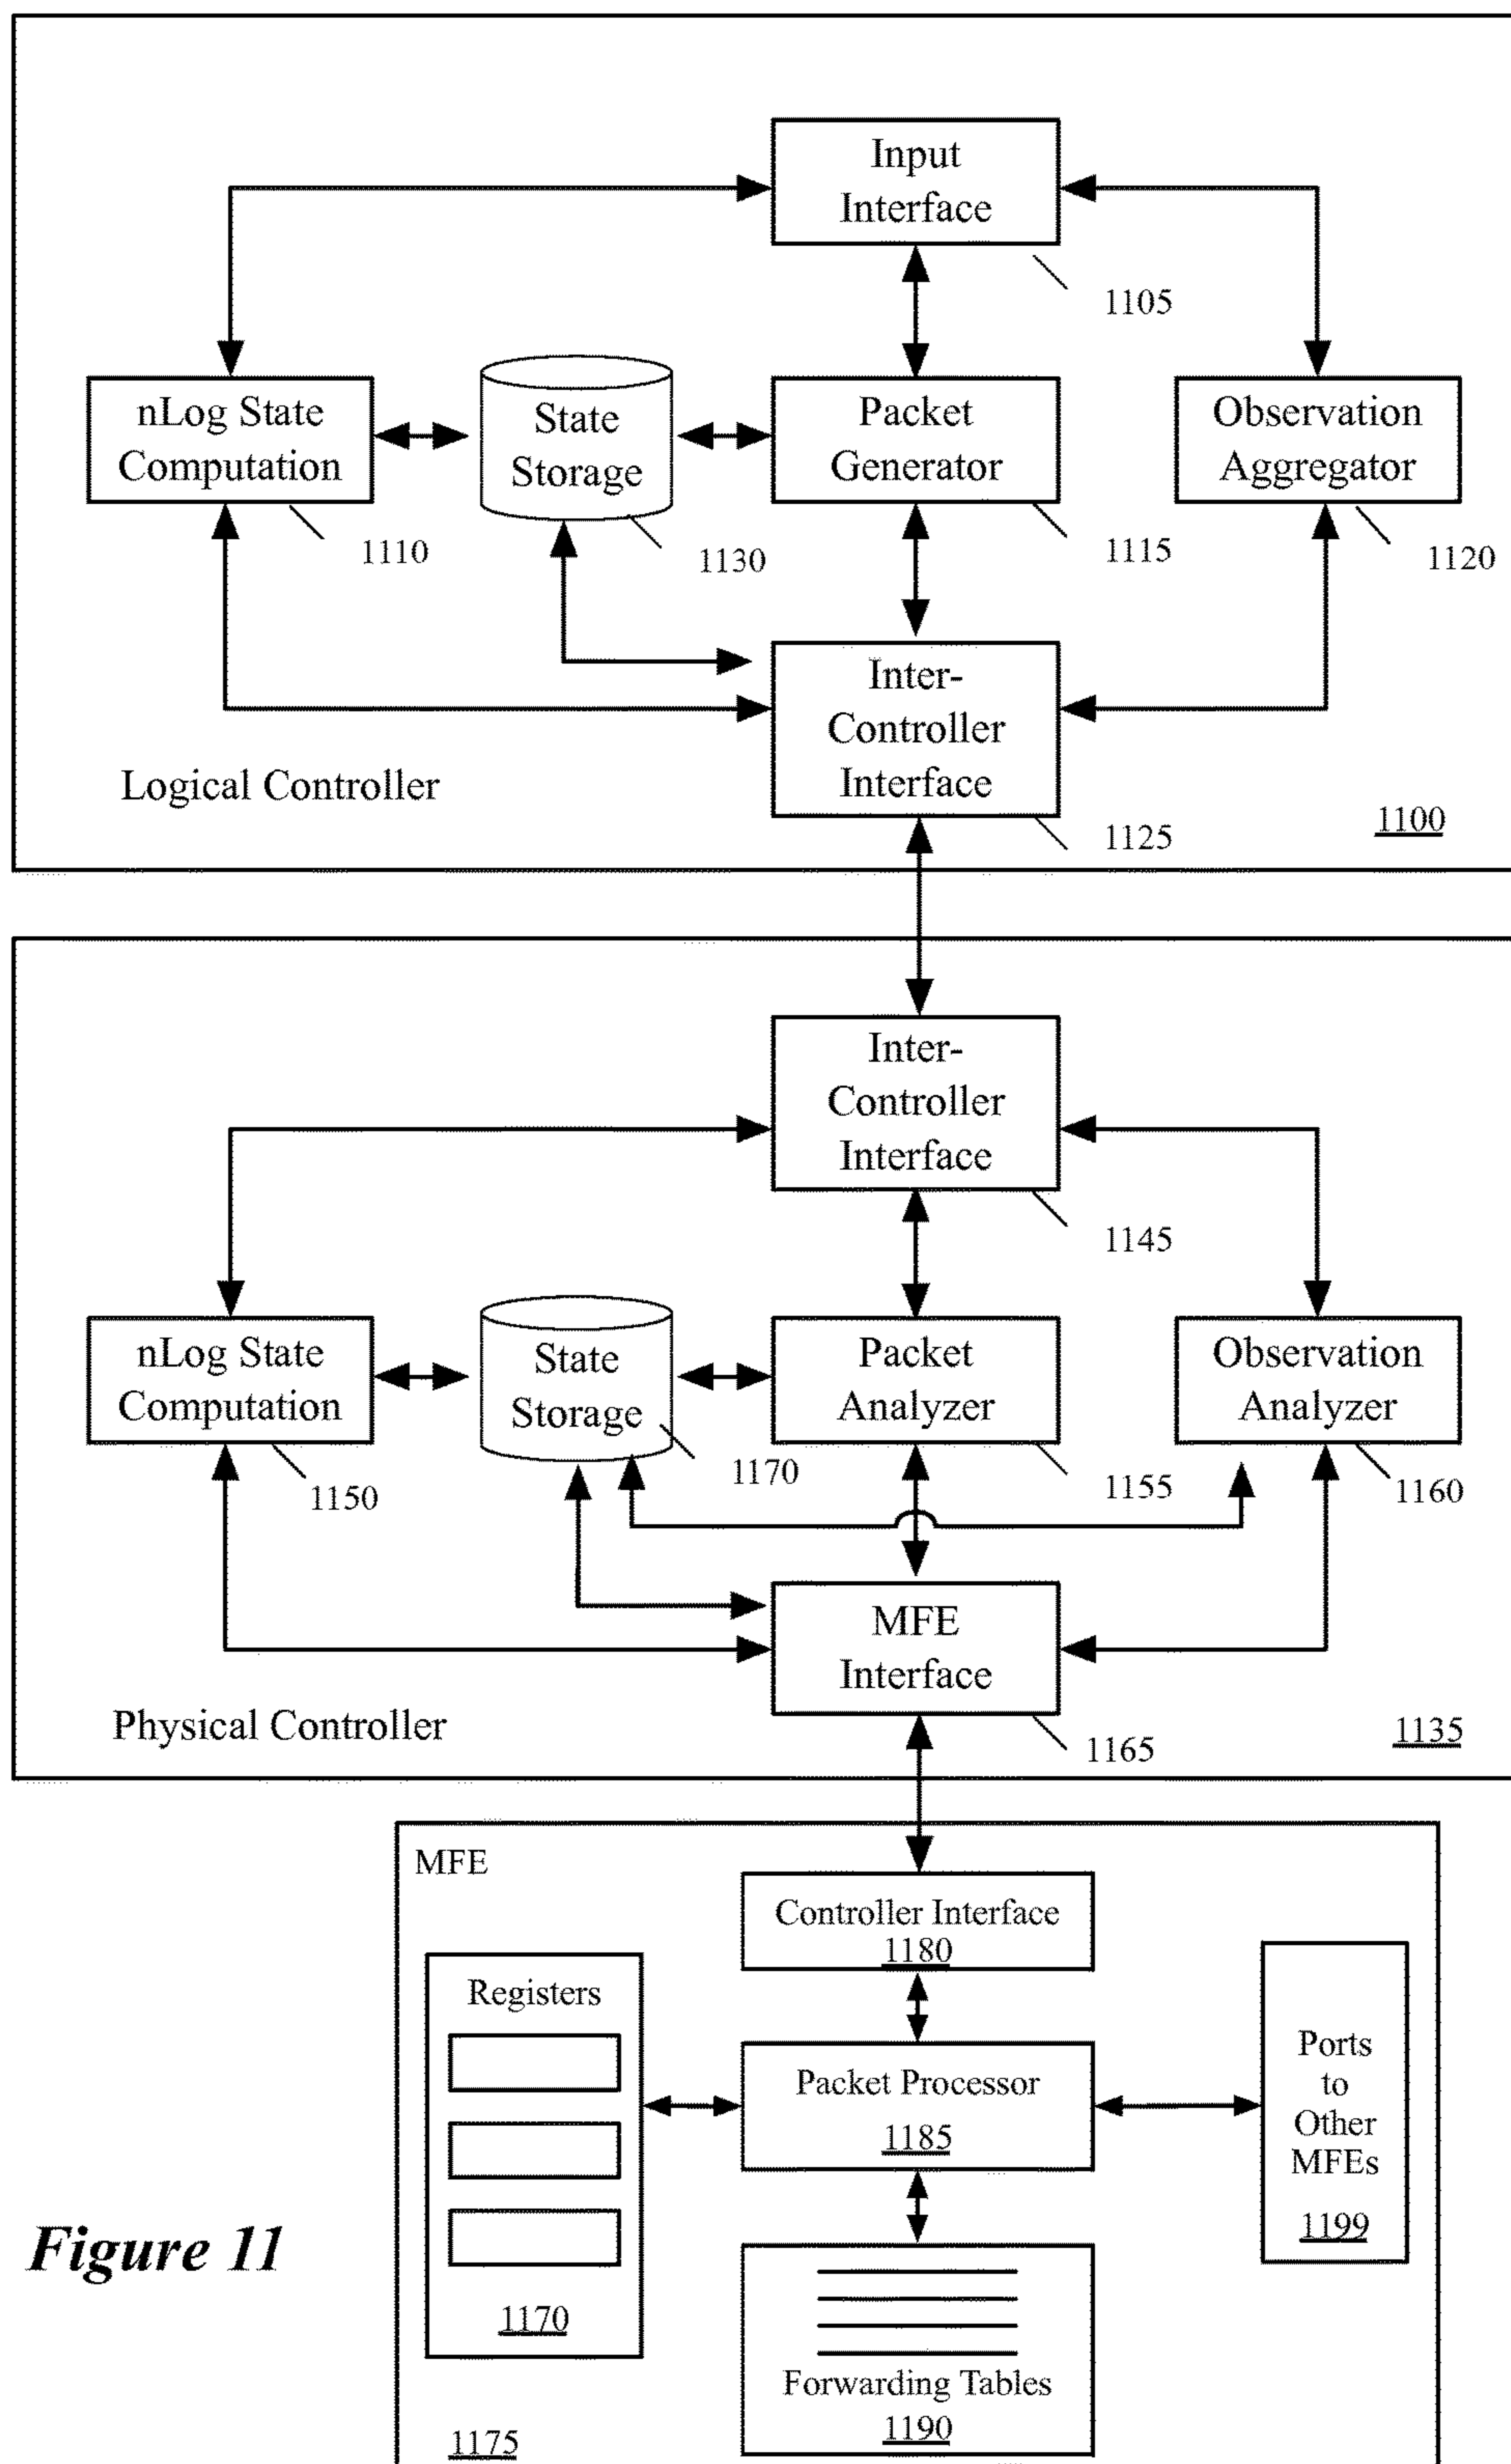 Input
Interface
1105
nLog State
Computation
1110
State
Storage
1130
Packet
Generator
1115
Observation
Aggregator
1120
Inter-
Controller
Interface
1125
Logical Controller
1100
Inter-
Controller
Interface
1145
nLog State
Computation
1150
State
Storage
1170
Packet
Analyzer
1155
Observation
Analyzer
1160
MFE
Interface
1165
Physical Controller
1135
MFE
Controller Interface
1180
Registers
1170
Packet Processor
1185
Ports
to
Other
MFEs
1199
Forwarding Tables
1190
1175
Figure 11